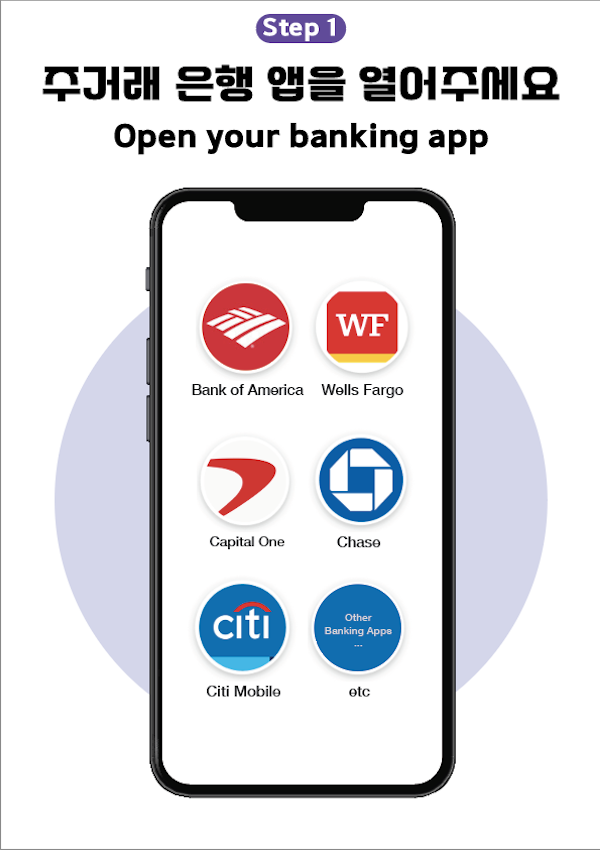 Step 1
주거래 은행 앱을 열어주세요
Open your banking app
WF
Bank of America Wells Fargo
Capital One Chase
citi
Other
Banking Apps
...
Citi Mobile etc